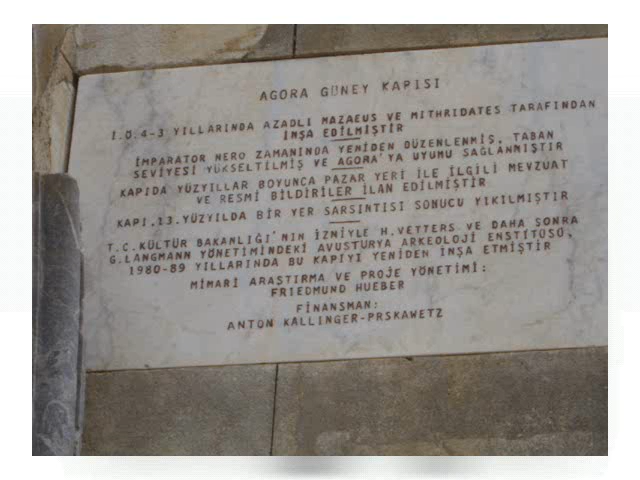 AGORA GÜNEY KAPISI
İ.Ö.4-3 YILLARINDA AZADLI MAZAEUS VE MITHRIDATES TARAFINDAN
İNŞA EDİLMİŞTİR
İMPARATOR NERO ZAMANINDA YENİDEN DÜZENLENMİŞ, TABAN
SEVİYESİ YÜKSELTİLMİŞ VE AGORA'YA UYUMU SAĞLANMIŞTIR
KAPIDA YÜZYILLAR BOYUNCA PAZAR YERİ İLE İLGİLİ MEVZUAT
VE RESMİ BİLDİRİLER İLAN EDİLMİŞTİR
KAPI,13.YÜZYILDA BİR YER SARSINTISI SONUCU YIKILMIŞTIR
T.C.KÜLTÜR BAKANLIĞI'NIN İZNİYLE H.VETTERS VE DAHA SONRA
G.LANGMANN YÖNETİMİNDEKİ AVUSTURYA ARKEOLOJİ ENSTİTÜSÜ,
1980-89 YILLARINDA BU KAPIYI YENİDEN İNŞA ETMİŞTİR
MİMARİ ARAŞTIRMA VE PROJE YÖNETİMİ:
FRIEDMUND HUEBER
FİNANSMAN:
ANTON KALLINGER-PRSKAWETZ